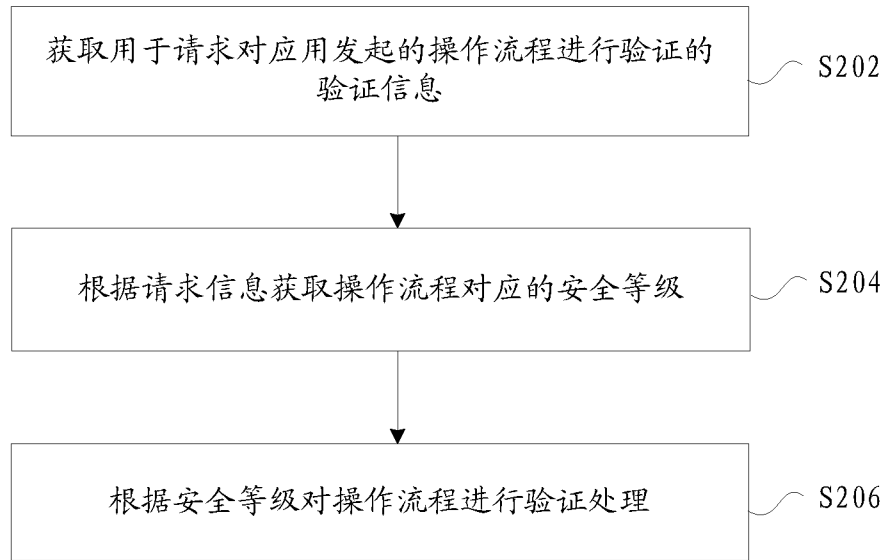 获取用于请求对应用发起的操作流程进行验证的
验证信息
S202
根据请求信息获取操作流程对应的安全等级
S204
根据安全等级对操作流程进行验证处理
S206